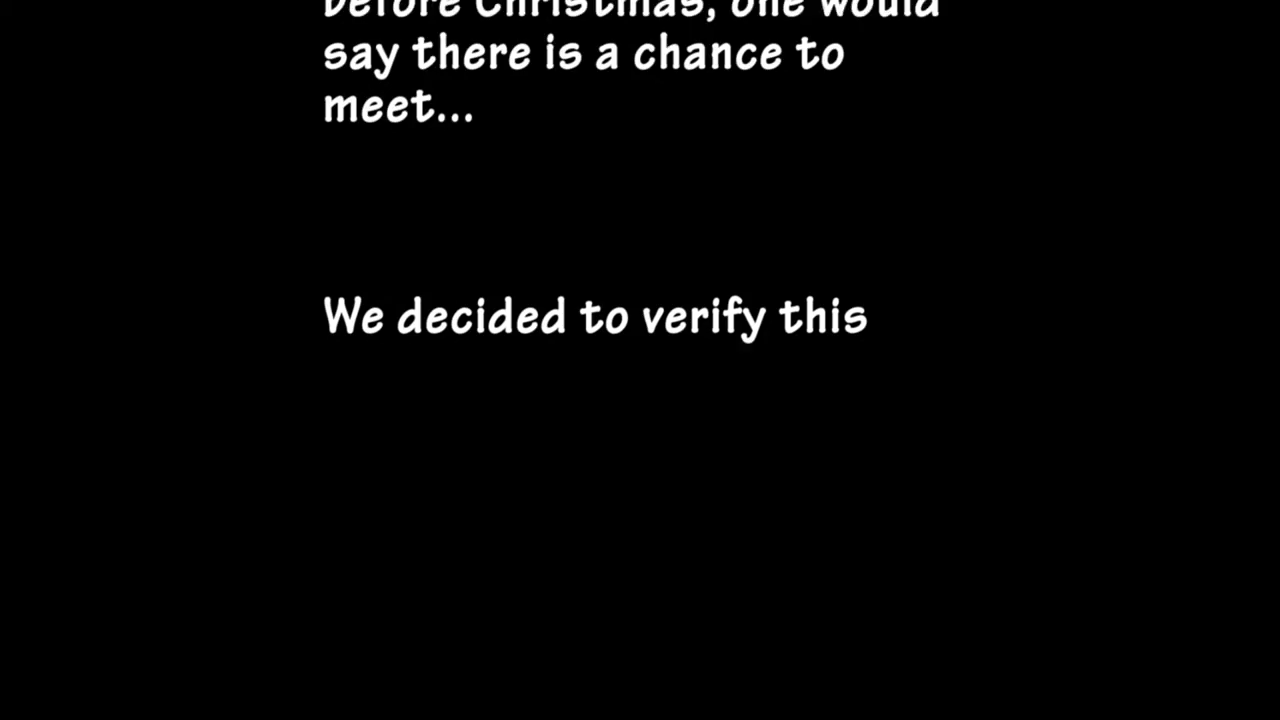 before Christmas, one would
say there is a chance to
meet...
We decided to verify this